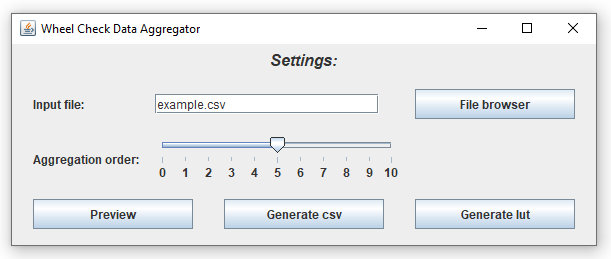 Wheel Check Data Aggregator
Settings:
Input file: example.csv File browser
Aggregation order:
0 1 2 3 4 5 6 7 8 9 10
Preview Generate csv Generate lut